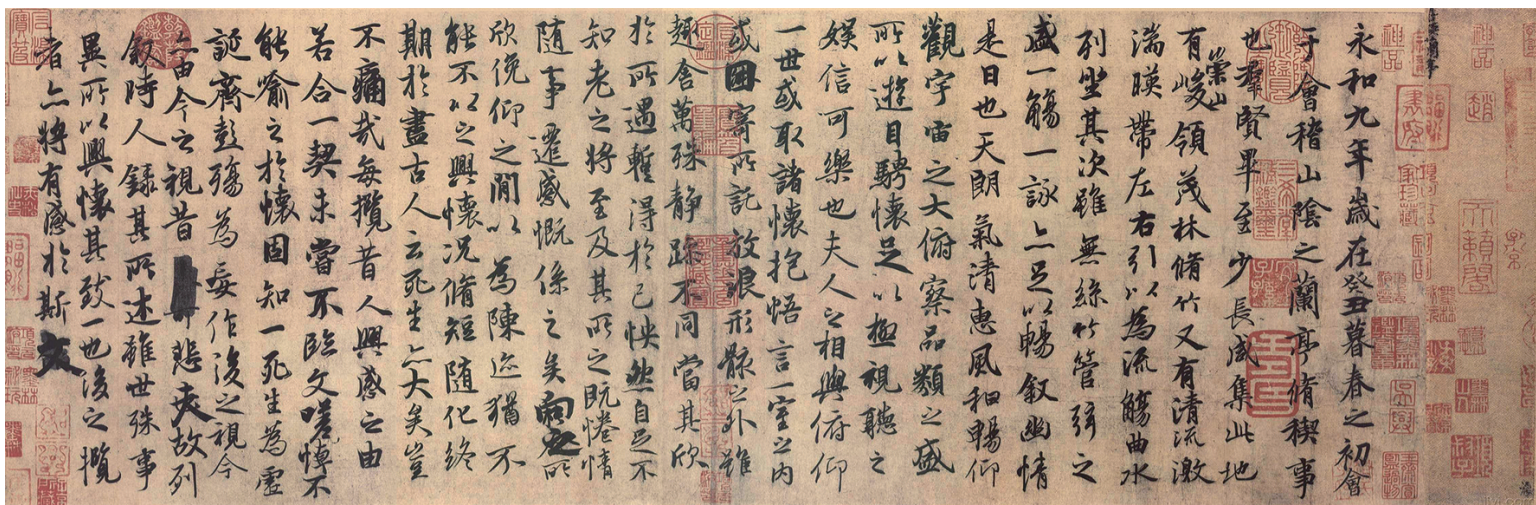 永和九年歲在癸丑暮春之初會
于會稽山陰之蘭亭脩稧事
也羣賢畢至少長咸集此地
有崇山峻領茂林脩竹又有清流激
湍暎帶左右引以為流觴曲水
列坐其次雖無絲竹管弦之
盛一觴一詠亦足以暢叙幽情
是日也天朗氣清惠風和暢仰
觀宇宙之大俯察品類之盛
所以遊目騁懷足以極視聽之
娛信可樂也夫人之相與俯仰
一世或取諸懷抱悟言一室之內
或因寄所託放浪形骸之外雖
趣舍萬殊静躁不同當其欣
於所遇暫得於己怏然自足不
知老之將至及其所之既惓情
隨事遷感慨係之矣向之所
欣俛仰之閒以為陳迹猶不
能不以之興懷況脩短隨化終
期於盡古人云死生亦大矣豈
不痛哉每攬昔人興感之由
若合一契未嘗不臨文嗟悼不
能喻之於懷固知一死生為虛
誕齊彭殤為妄作後之視今
亦由今之視昔悲夫故列
叙時人錄其所述雖世殊事
異所以興懷其致一也後之攬
者亦將有感於斯文